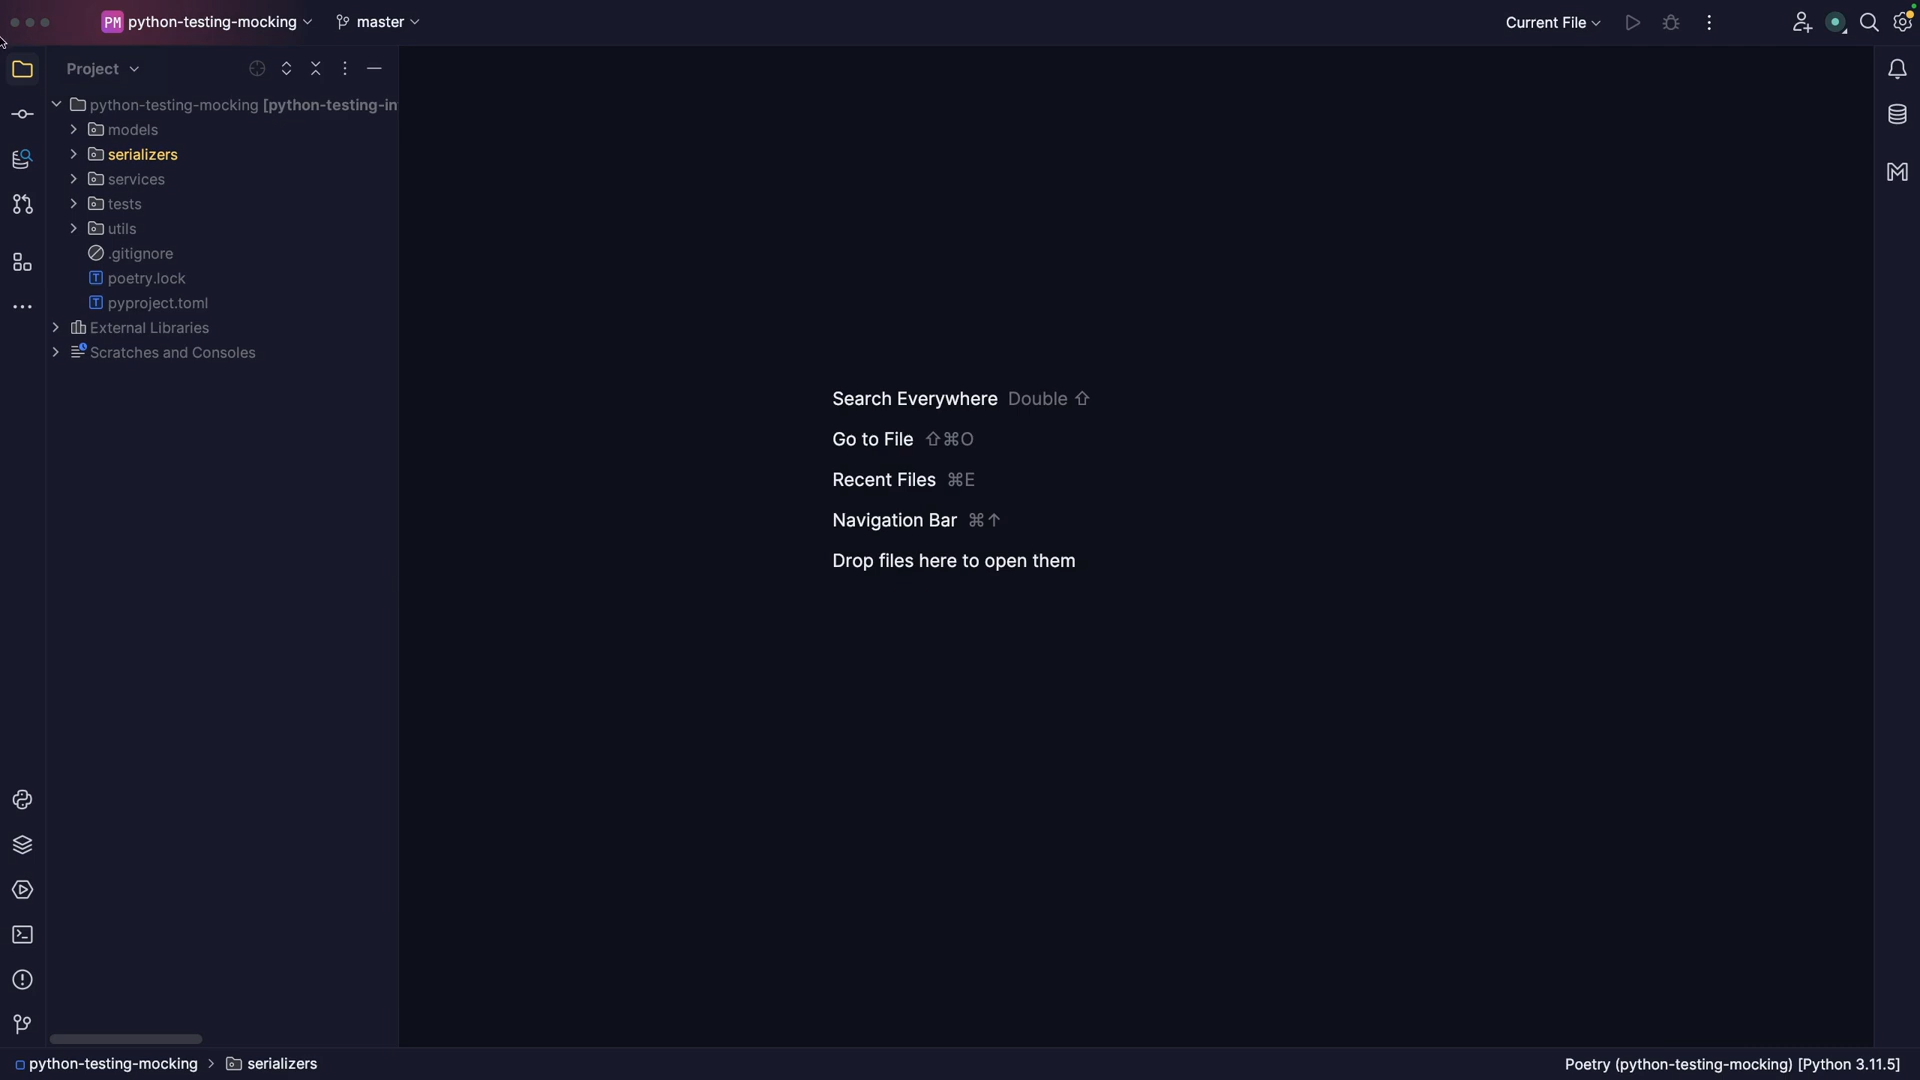 PM python-testing-mocking master Current File
Project
python-testing-mocking [python-testing-in
models
serializers
services
tests
utils
.gitignore
poetry.lock
pyproject.toml
External Libraries
Scratches and Consoles
Search Everywhere Double ⇧
Go to File ⇧⌘O
Recent Files ⌘E
Navigation Bar ⌘↑
Drop files here to open them
python-testing-mocking > serializers Poetry (python-testing-mocking) [Python 3.11.5]